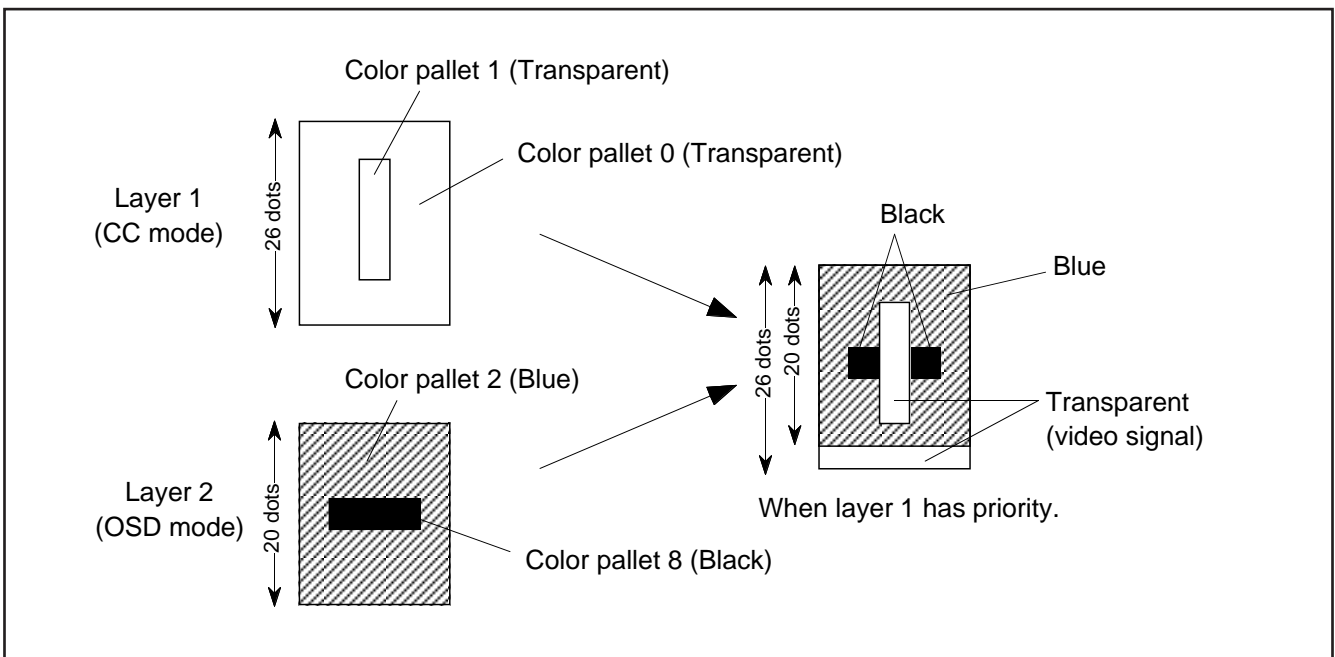 Color pallet 1 (Transparent)
Color pallet 0 (Transparent)
Layer 1
(CC mode)
26 dots
Color pallet 2 (Blue)
Layer 2
(OSD mode)
20 dots
Color pallet 8 (Black)
Black
Blue
26 dots
20 dots
Transparent
(video signal)
When layer 1 has priority.